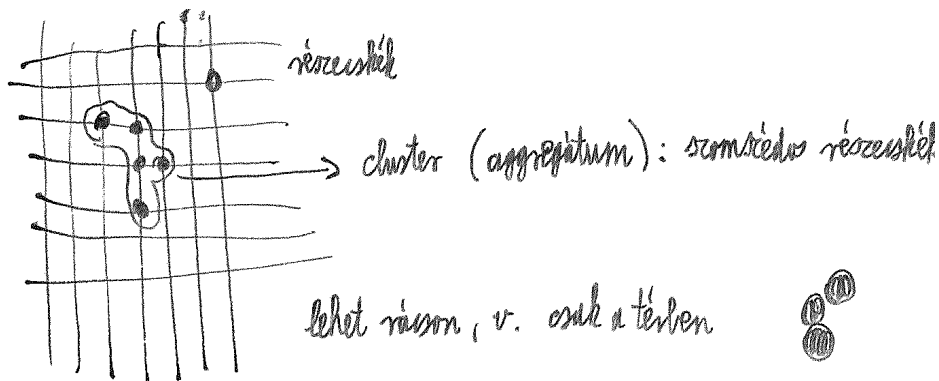 részecskék
cluster (aggregátum): szomszédos részecskék
lehet rácson, v. csak a térben